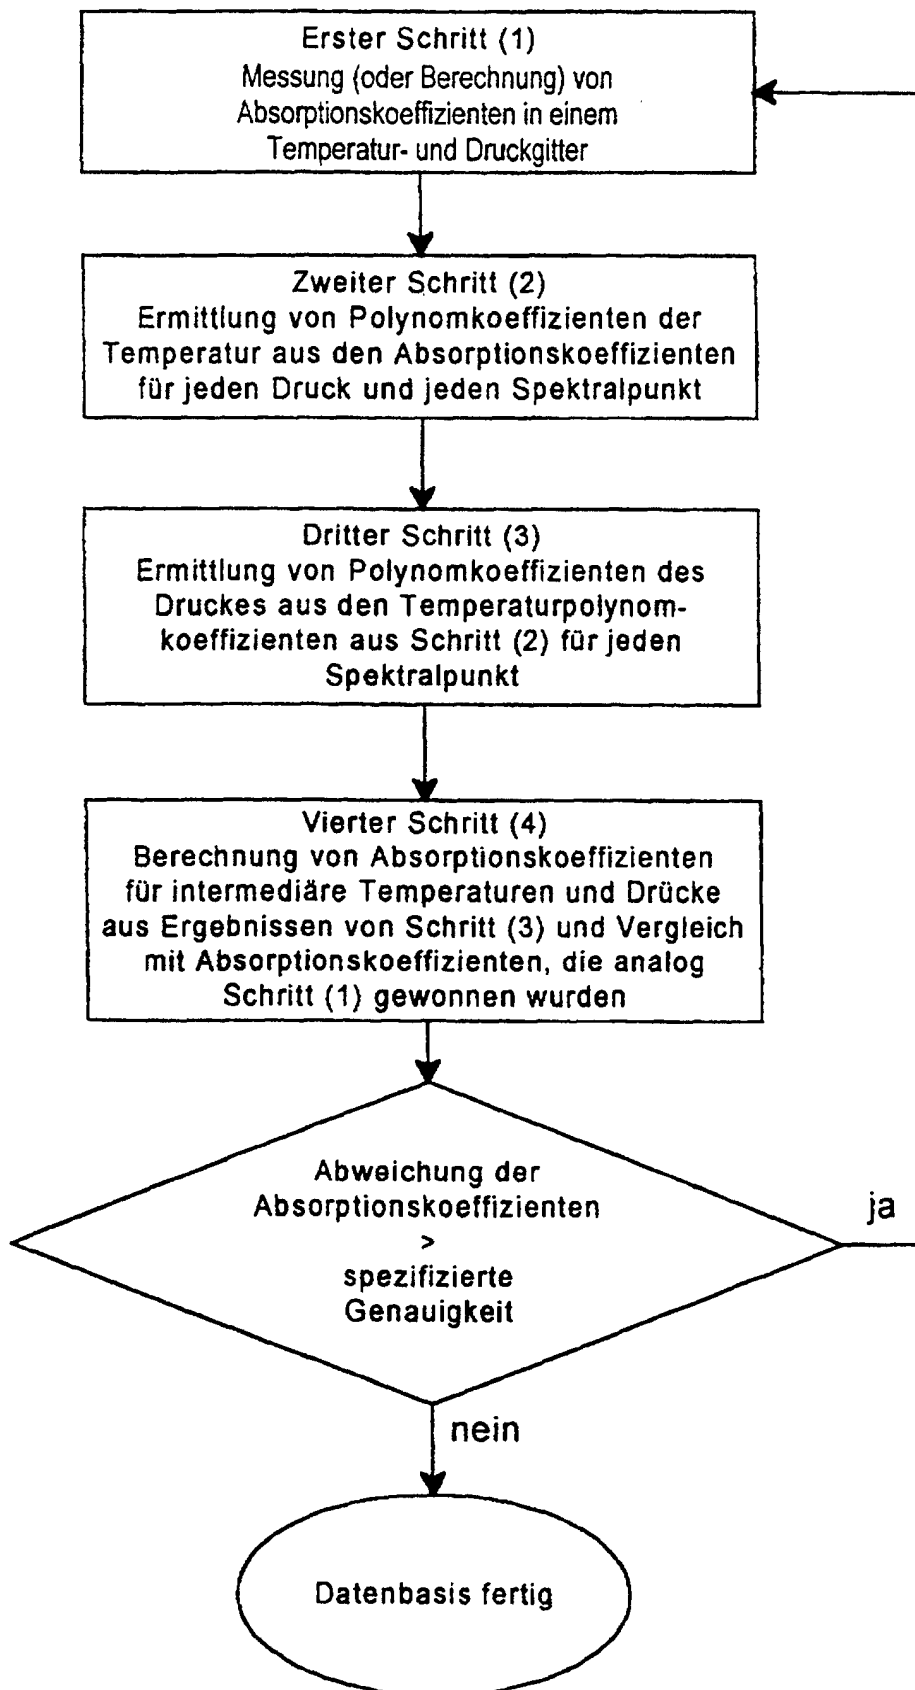 Erster Schritt (1)
Messung (oder Berechnung) von
Absorptionskoeffizienten in einem
Temperatur- und Druckgitter
Zweiter Schritt (2)
Ermittlung von Polynomkoeffizienten der
Temperatur aus den Absorptionskoeffizienten
für jeden Druck und jeden Spektralpunkt
Dritter Schritt (3)
Ermittlung von Polynomkoeffizienten des
Druckes aus den Temperaturpolynom-
koeffizienten aus Schritt (2) für jeden
Spektralpunkt
Vierter Schritt (4)
Berechnung von Absorptionskoeffizienten
für intermediäre Temperaturen und Drücke
aus Ergebnissen von Schritt (3) und Vergleich
mit Absorptionskoeffizienten, die analog
Schritt (1) gewonnen wurden
Abweichung der
Absorptionskoeffizienten
>
spezifizierte
Genauigkeit
ja
nein
Datenbasis fertig